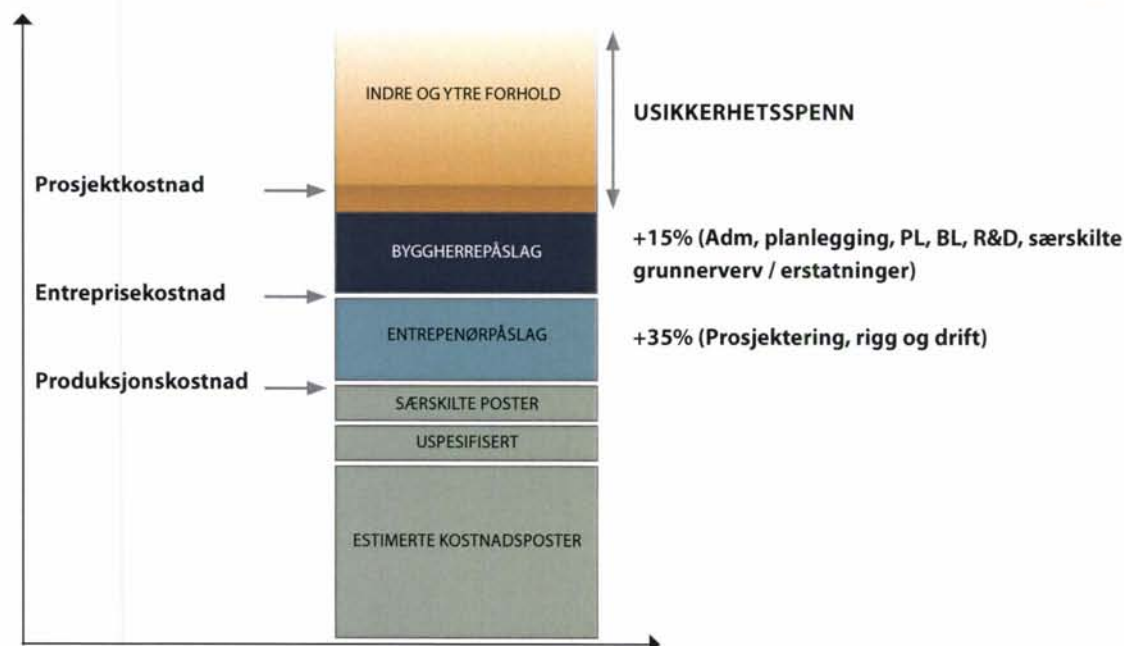 INDRE OG YTRE FORHOLD
USIKKERHETSSPENN
Prosjektkostnad
BYGGHERREPÅSLAG
+15% (Adm, planlegging, PL, BL, R&D, særskilte
grunnerverv / erstatninger)
Entreprisekostnad
ENTREPENØRPÅSLAG
+35% (Prosjektering, rigg og drift)
Produksjonskostnad
SÆRSKILTE POSTER
USPESIFISERT
ESTIMERTE KOSTNADSPOSTER